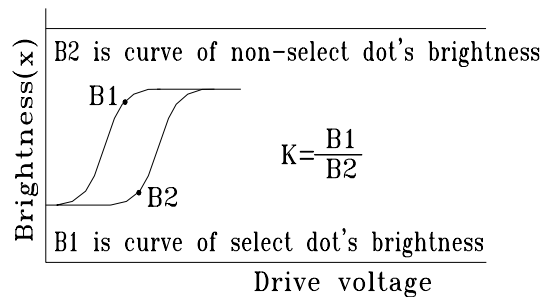 Brightness(x)
B2 is curve of non-select dot's brightness
B1
B2
K=B1/B2
B1 is curve of select dot's brightness
Drive voltage